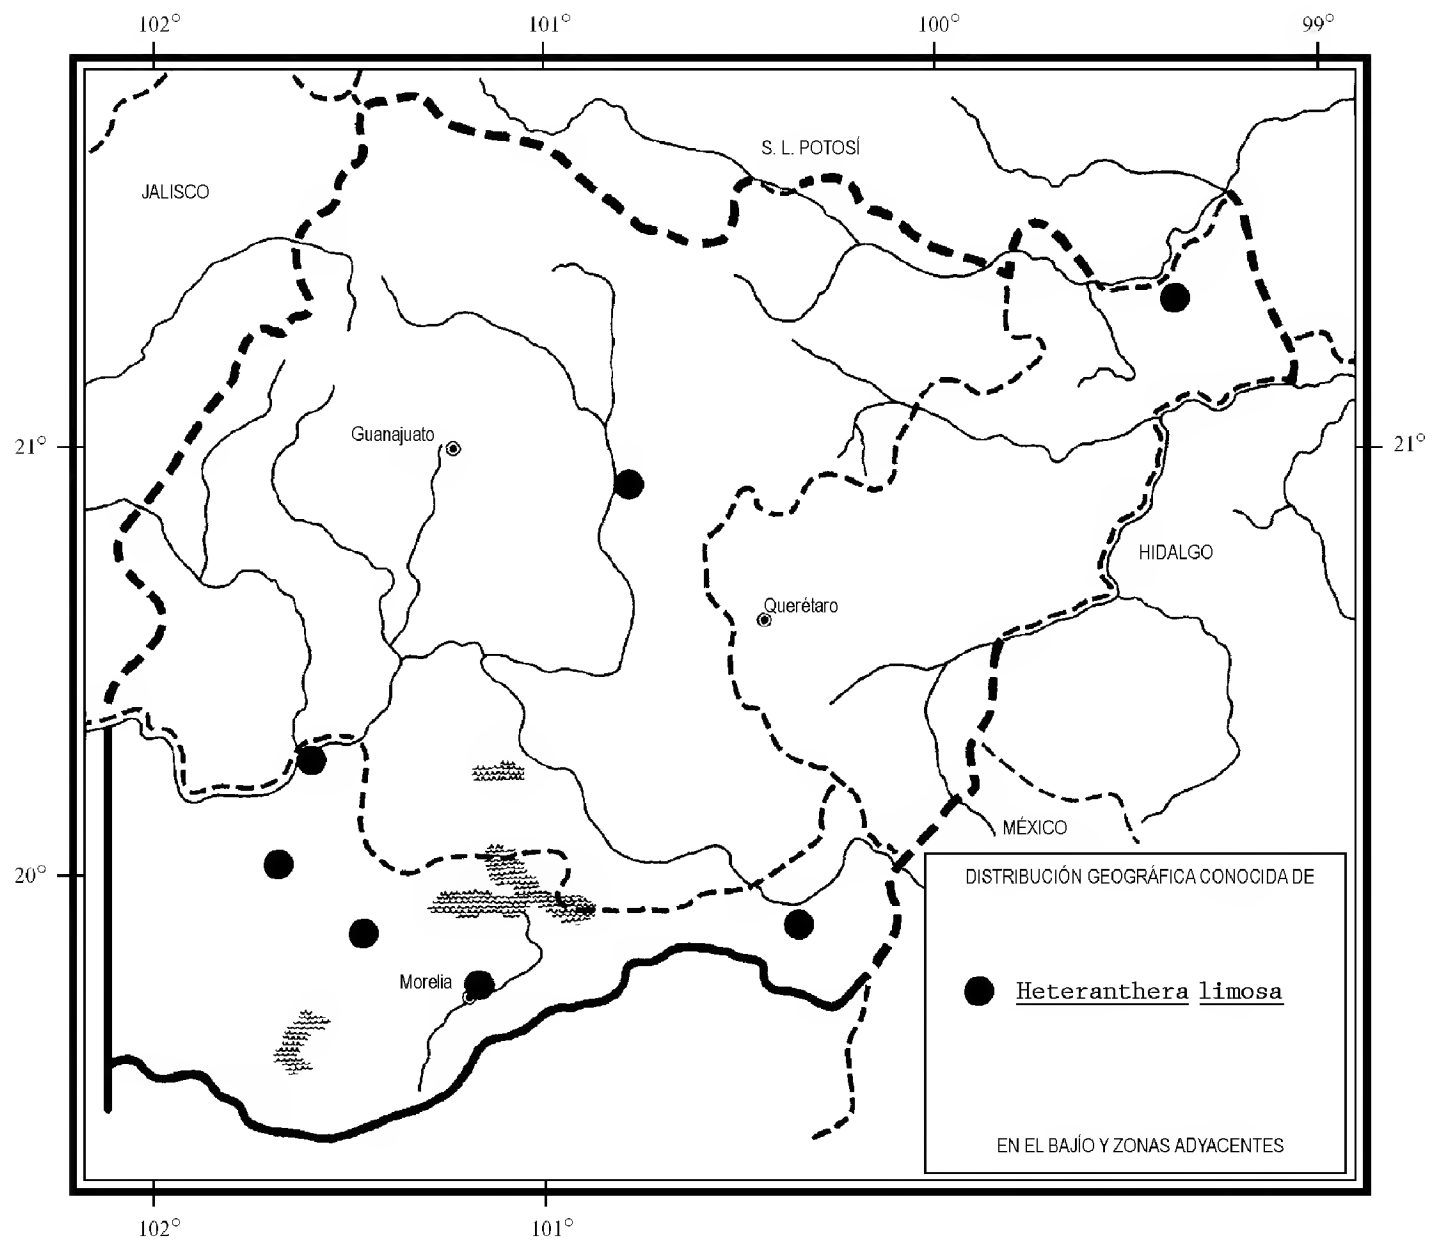 102° 101° 100° 99°
S. L. POTOSÍ
JALISCO
Guanajuato
21° 21°
HIDALGO
Querétaro
MÉXICO
20°
DISTRIBUCIÓN GEOGRÁFICA CONOCIDA DE
Morelia
Heteranthera limosa
EN EL BAJÍO Y ZONAS ADYACENTES
102° 101°